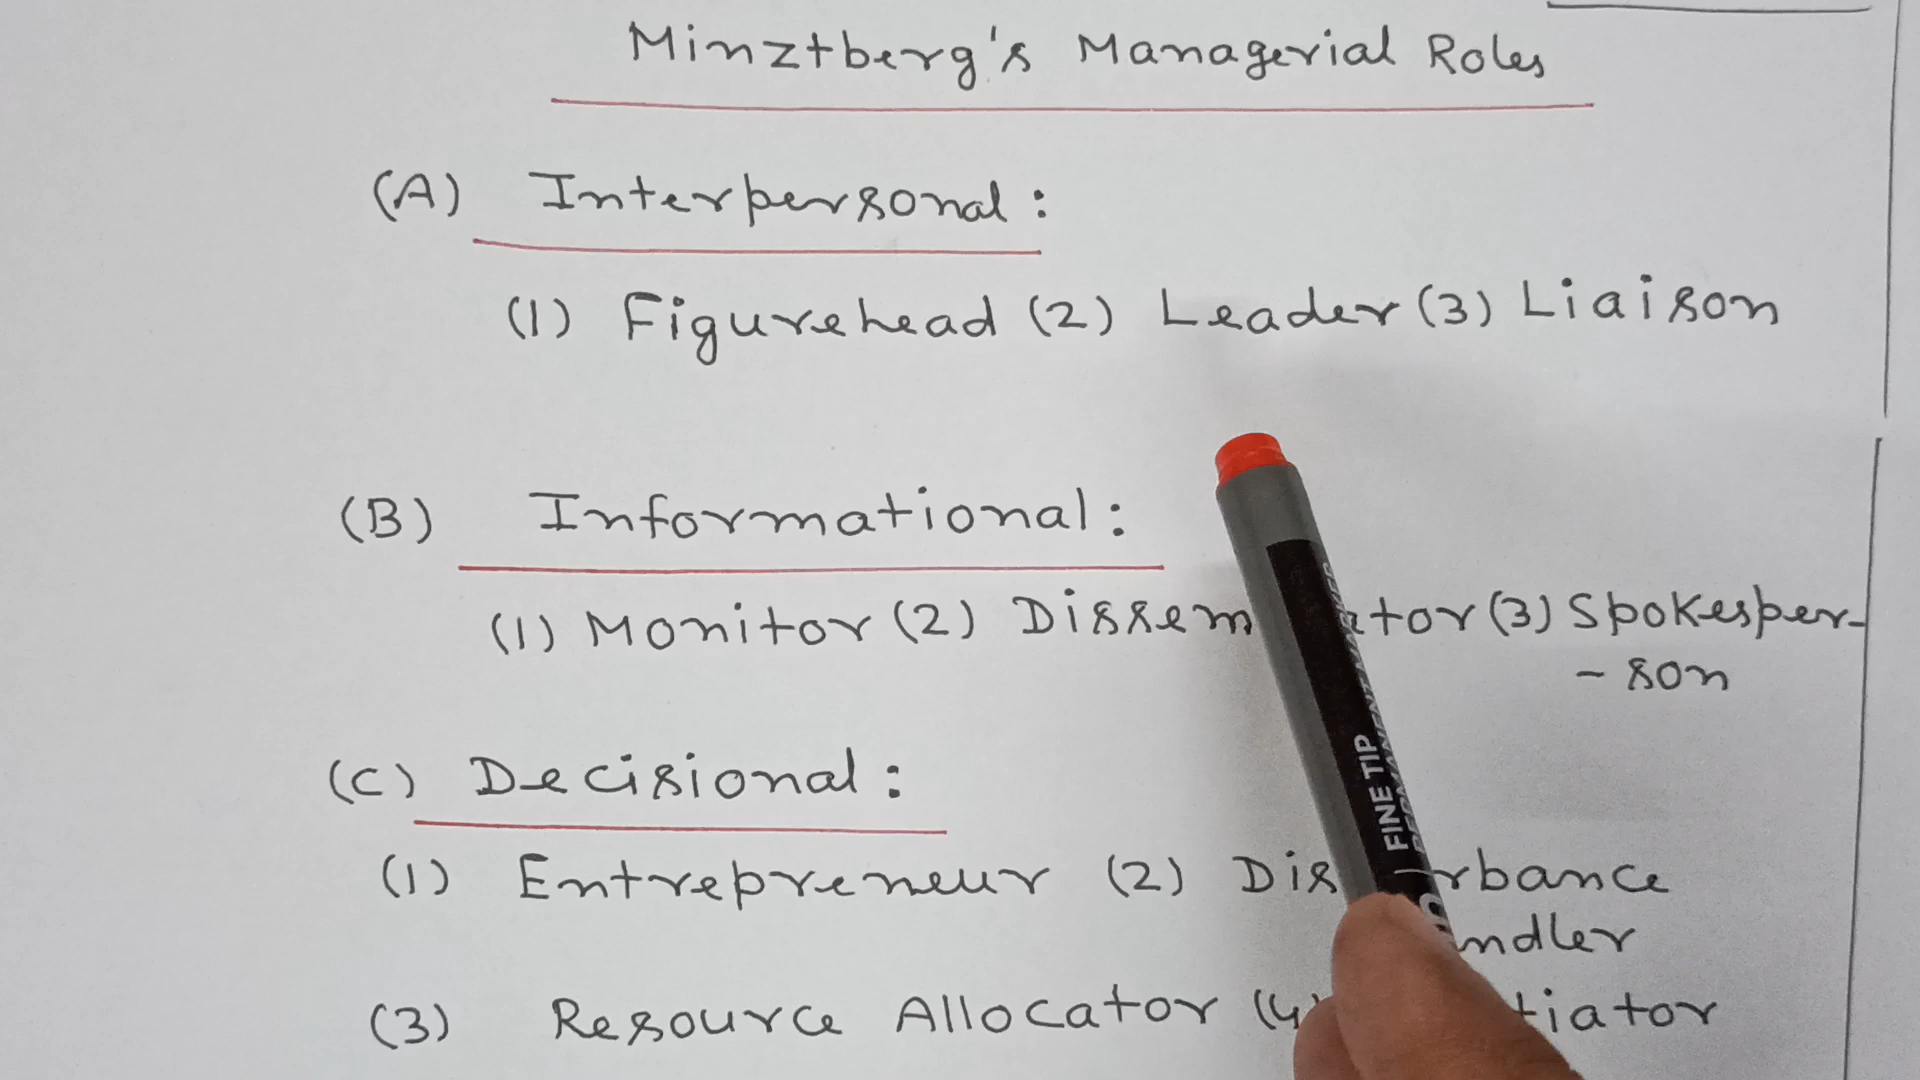 Minztberg's Managerial Roles
(A) Interpersonal:
(1) Figurehead (2) Leader (3) Liaison
(B) Informational:
(1) Monitor (2) (3) Spokesper-
- son
(C) Decisional:
(1) Entrepreneur (2)
(3) Resource Allocator (4)
FINE TIP